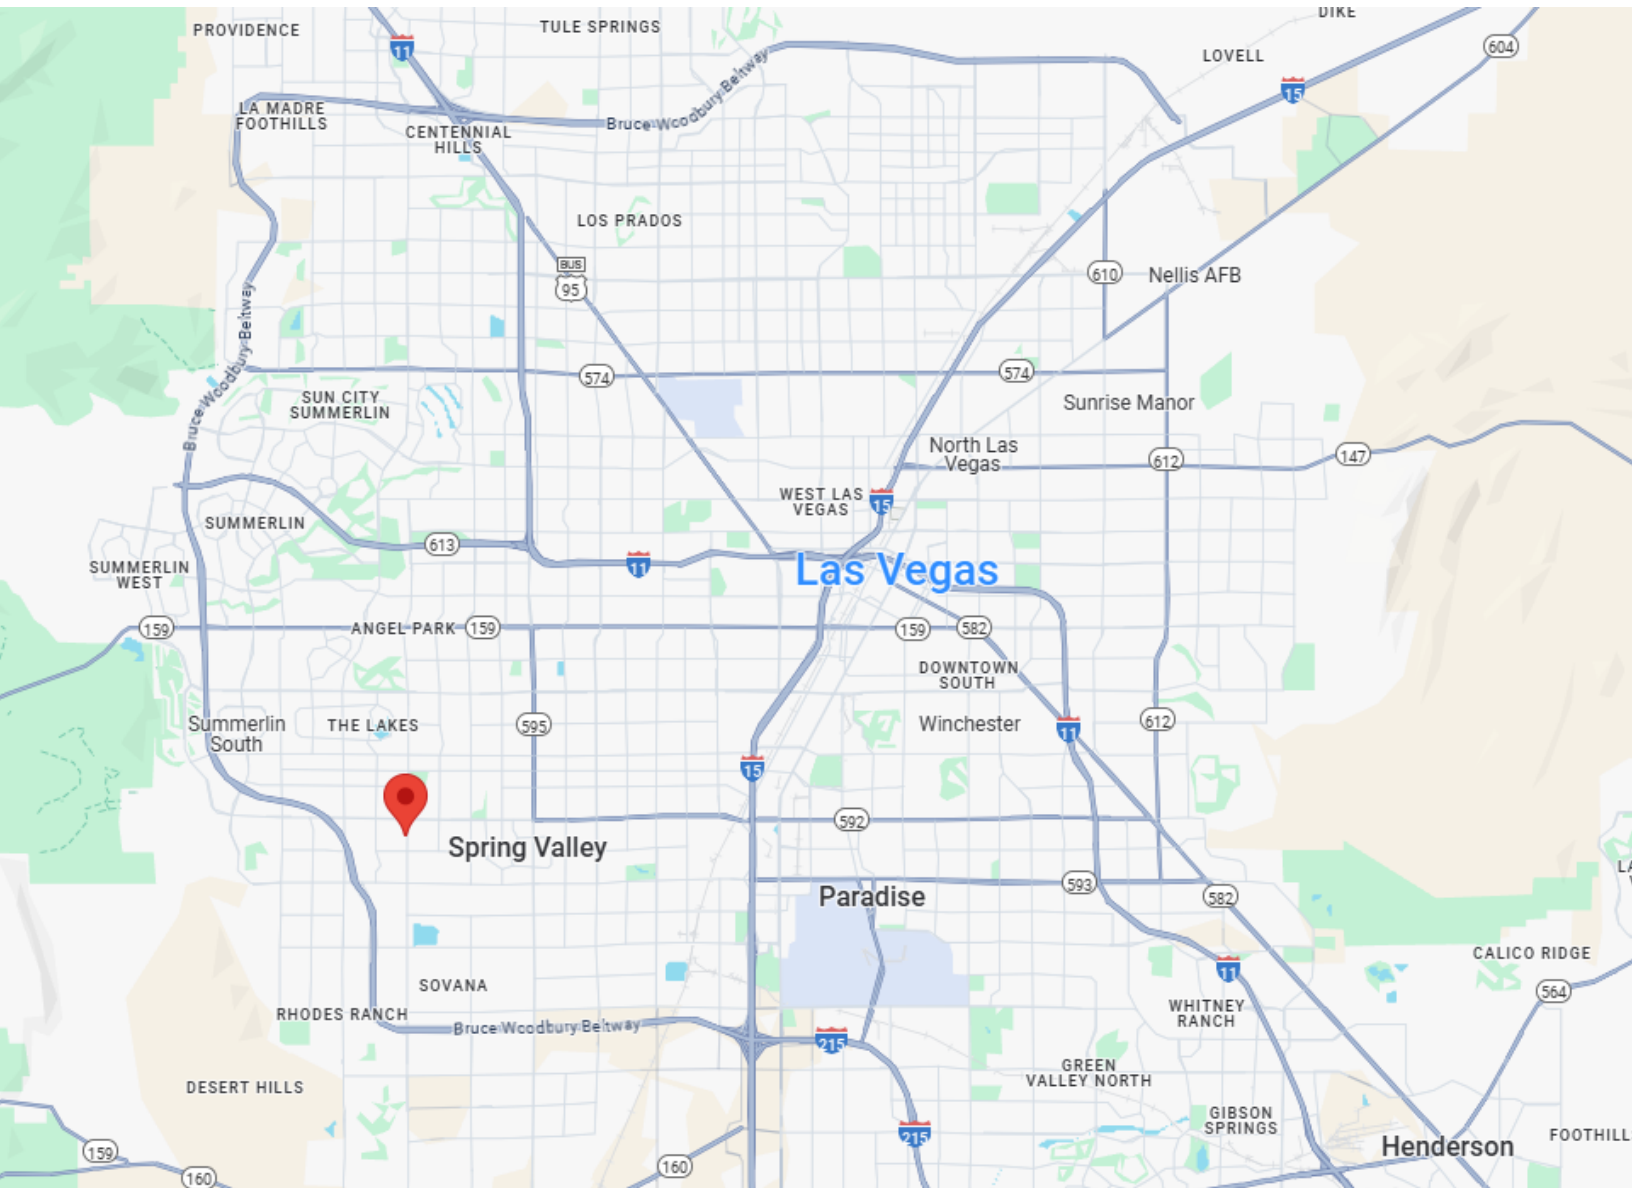 PROVIDENCE
TULE SPRINGS
DIKE
11
604
LOVELL
15
LA MADRE
FOOTHILLS
Bruce Woodbury Beltway
CENTENNIAL
HILLS
LOS PRADOS
BUS
95
610
Nellis AFB
Bruce Woodbury Beltway
574
574
SUN CITY
SUMMERLIN
Sunrise Manor
North Las
Vegas
612
147
WEST LAS
VEGAS
15
SUMMERLIN
613
11
SUMMERLIN
WEST
Las Vegas
159
ANGEL PARK
159
159
582
DOWNTOWN
SOUTH
Summerlin
South
THE LAKES
595
Winchester
11
612
15
592
Spring Valley
593
582
Paradise
SOVANA
CALICO RIDGE
11
564
RHODES RANCH
Bruce Woodbury Beltway
WHITNEY
RANCH
215
DESERT HILLS
GREEN
VALLEY NORTH
GIBSON
SPRINGS
215
159
160
160
Henderson
FOOTHILL